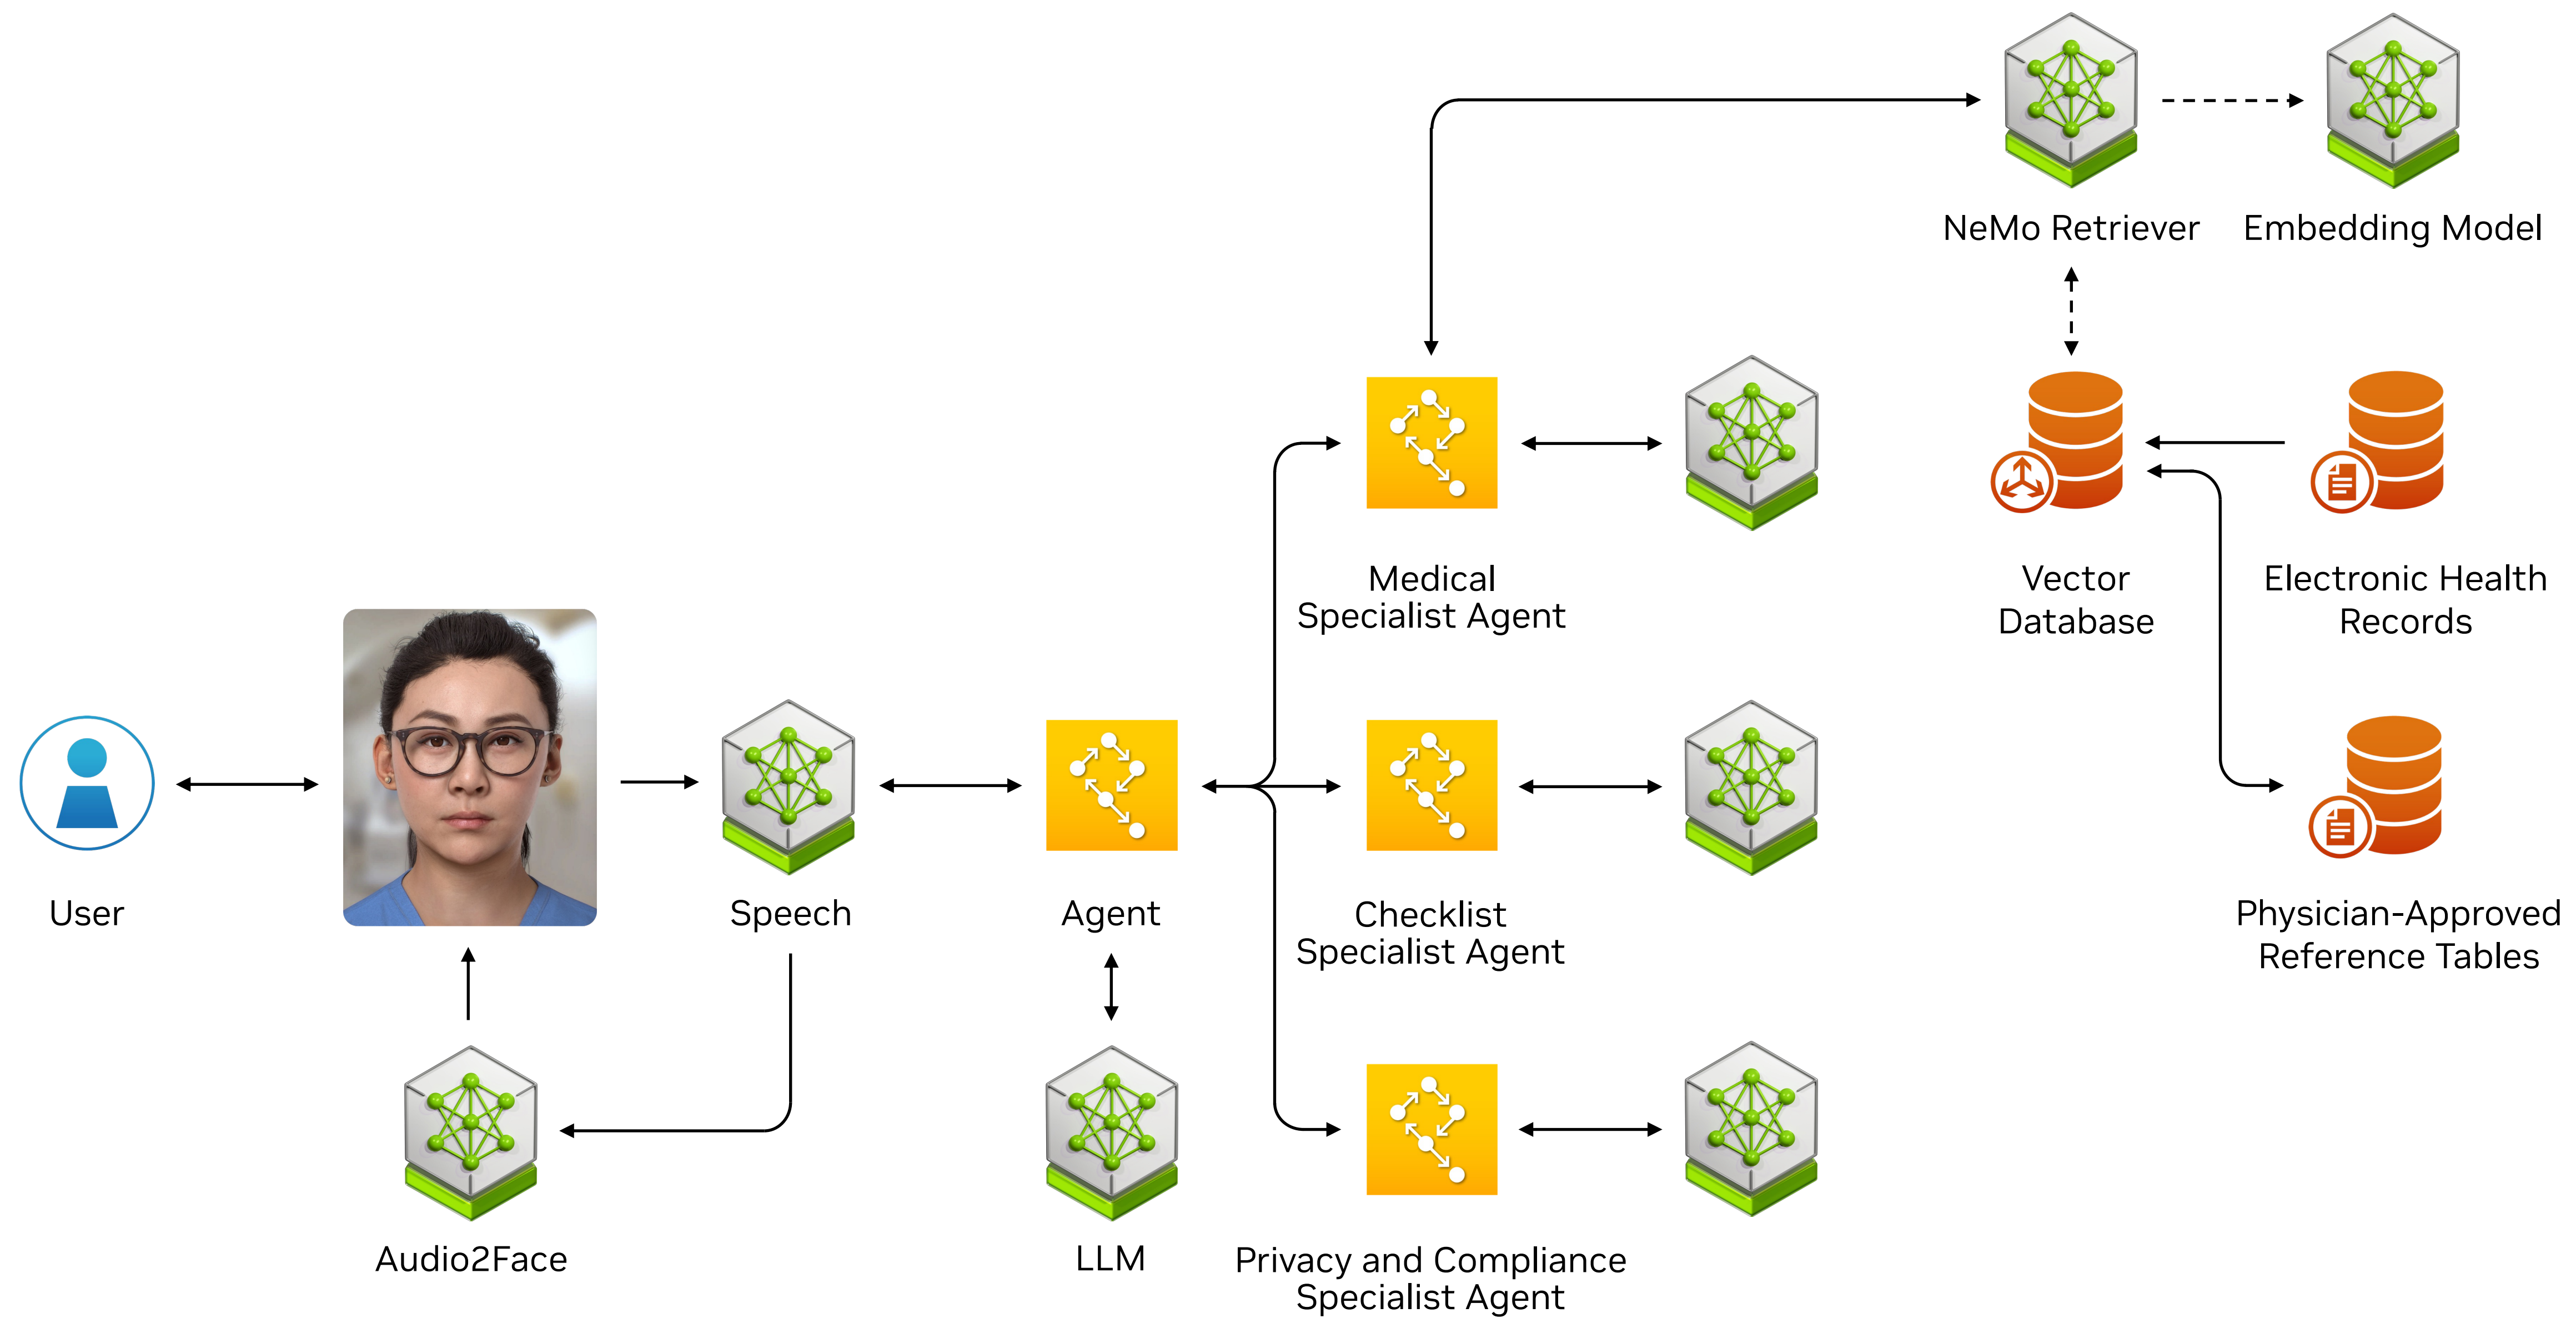 NeMo Retriever
Embedding Model
Medical
Specialist Agent
Vector
Database
Electronic Health
Records
User
Speech
Agent
Checklist
Specialist Agent
Physician-Approved
Reference Tables
Audio2Face
LLM
Privacy and Compliance
Specialist Agent